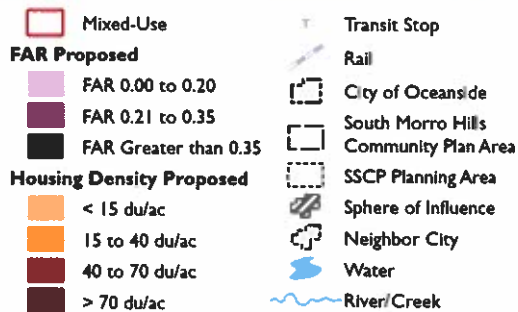 Mixed-Use
FAR Proposed
FAR 0.00 to 0.20
FAR 0.21 to 0.35
FAR Greater than 0.35
Housing Density Proposed
< 15 du/ac
15 to 40 du/ac
40 to 70 du/ac
> 70 du/ac
T Transit Stop
Rail
City of Oceanside
South Morro Hills
Community Plan Area
SSCP Planning Area
Sphere of Influence
Neighbor City
Water
River/Creek